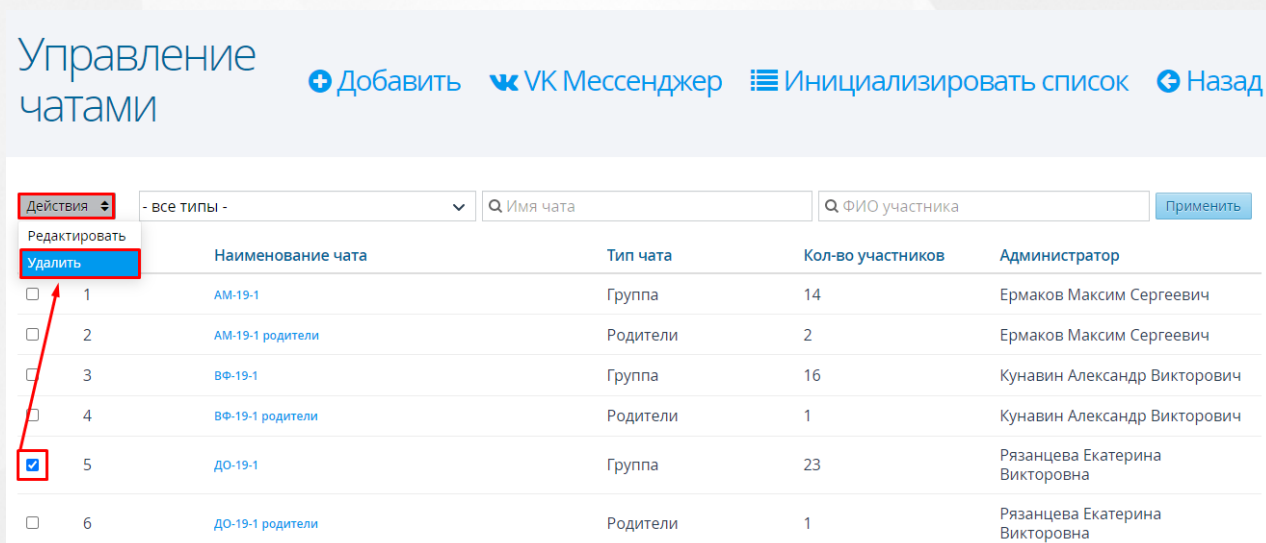 Управление
чатами
Добавить VK Мессенджер Инициализировать список Назад
Действия - все типы - Имя чата ФИО участника Применить
Редактировать
Удалить Наименование чата Тип чата Кол-во участников Администратор
1 АМ-19-1 Группа 14 Ермаков Максим Сергеевич
2 АМ-19-1 родители Родители 2 Ермаков Максим Сергеевич
3 ВФ-19-1 Группа 16 Кунавин Александр Викторович
4 ВФ-19-1 родители Родители 1 Кунавин Александр Викторович
5 ДО-19-1 Группа 23 Рязанцева Екатерина
Викторовна
6 ДО-19-1 родители Родители 1 Рязанцева Екатерина
Викторовна